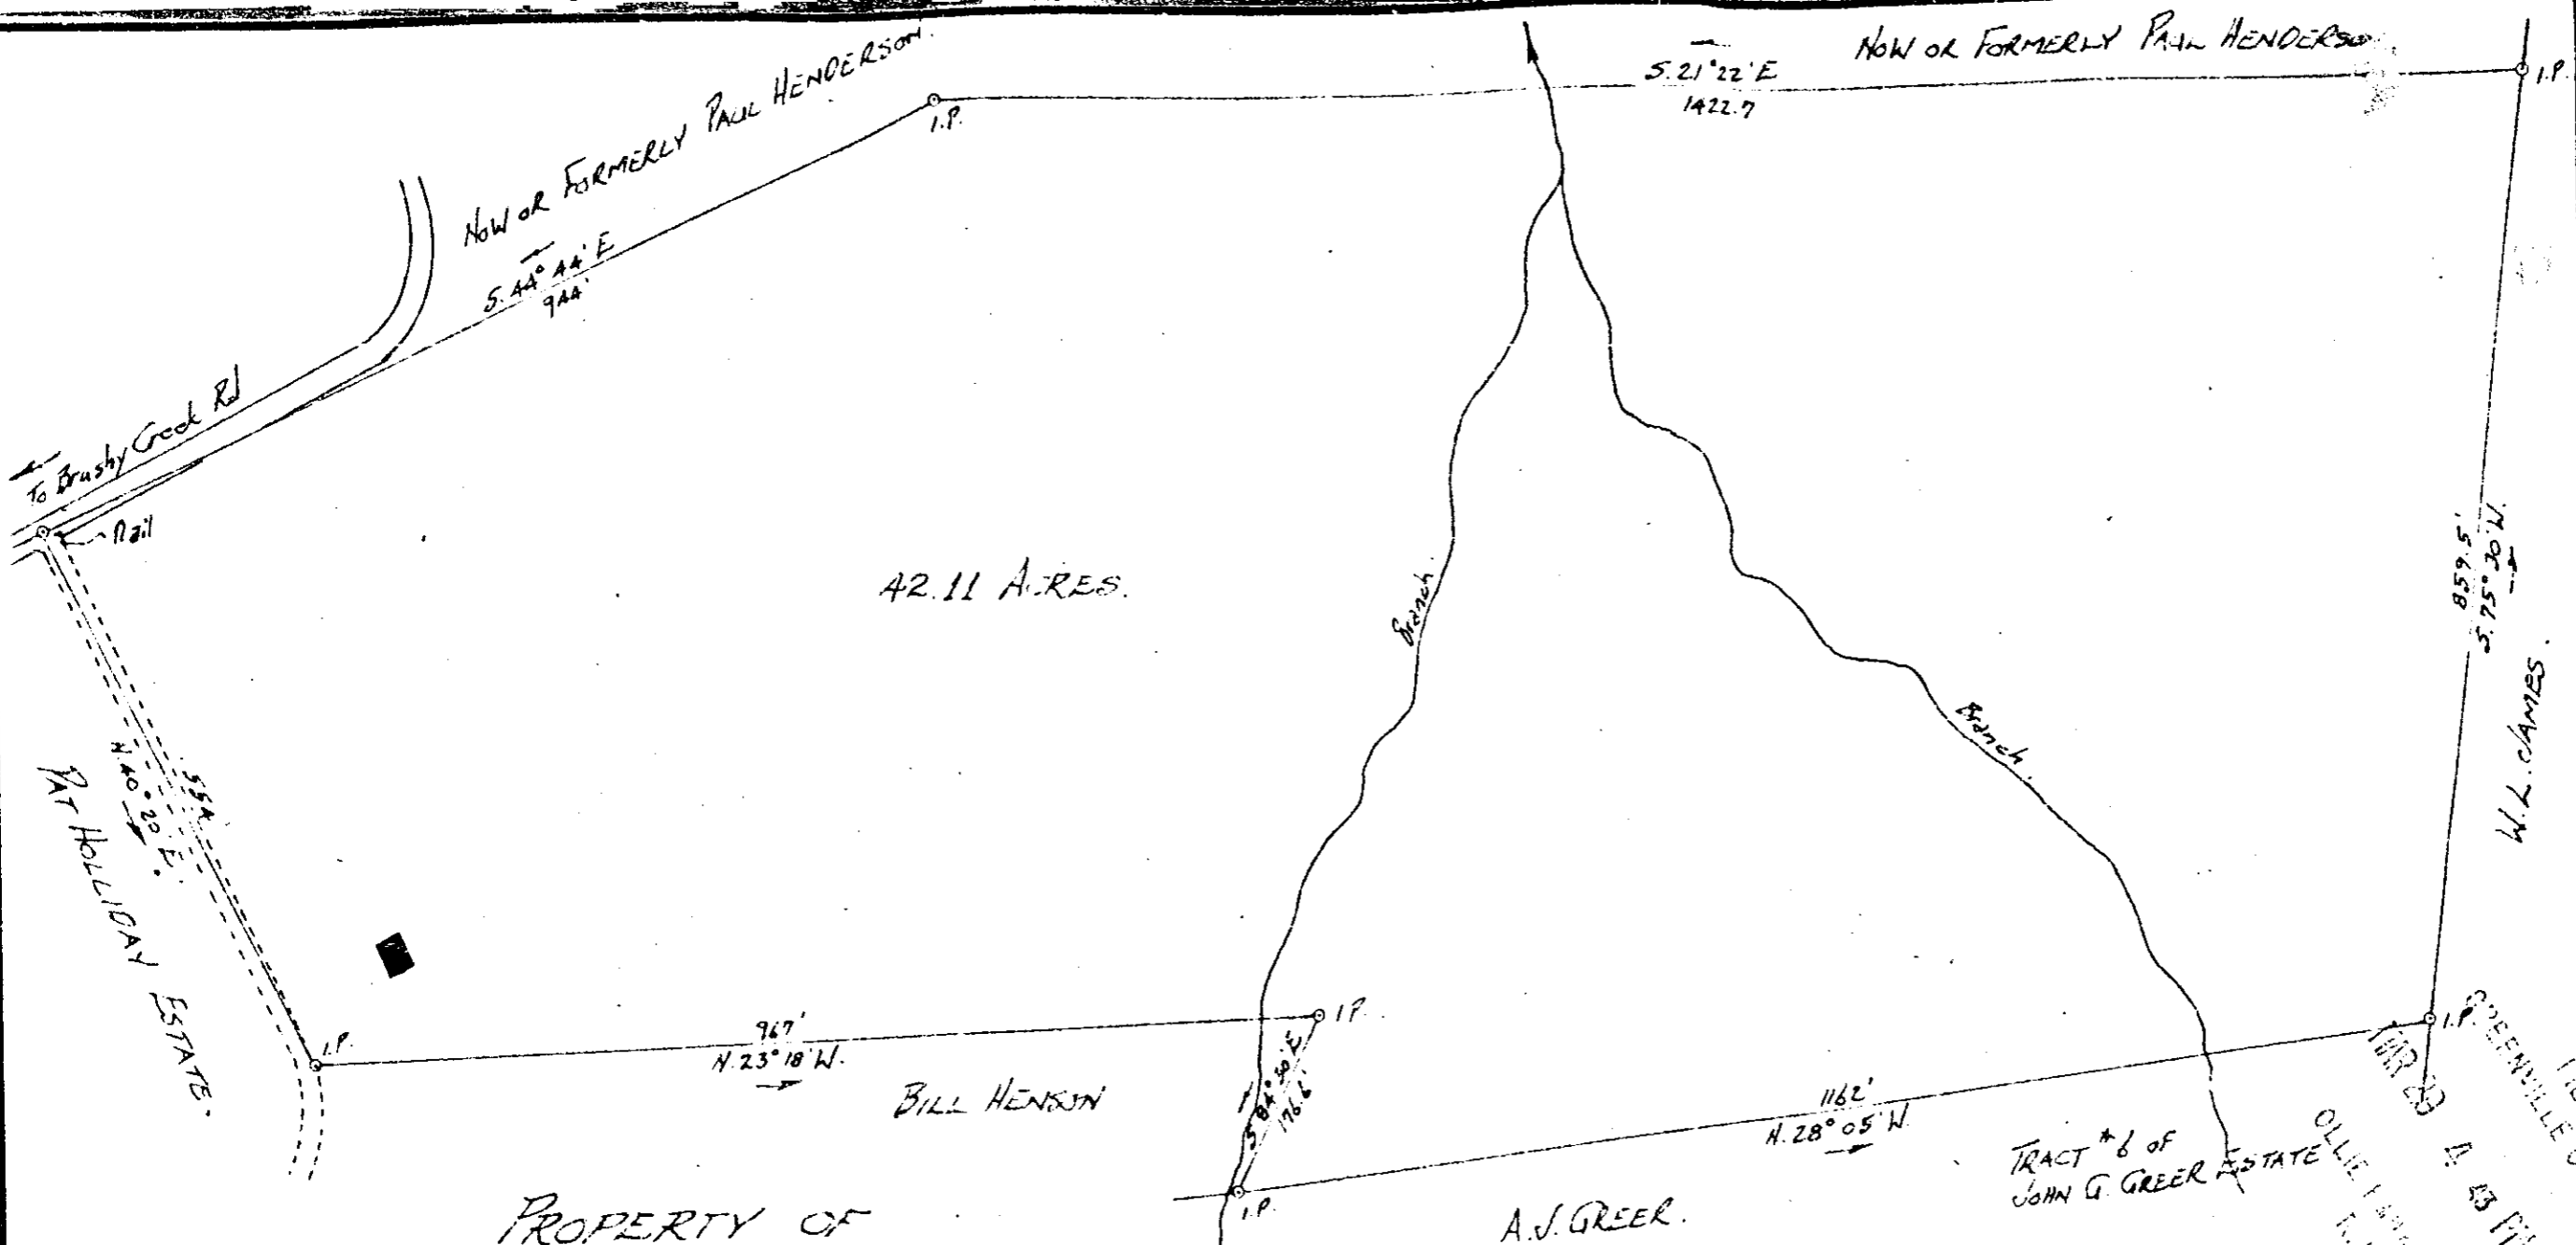 NOW OR FORMERLY PAUL HENDERSON.
I.P.
S. 21° 22' E
1422.7
NOW OR FORMERLY PAUL HENDERSON
I.P.
S. 44° 44' E
944'
To Brushy Creek Rd
Nail
42.11 ACRES.
Branch
Branch
859.5'
S. 75° 30' W.
W. L. JAMES.
554
N. 40° 20' E.
PAT HOLLIDAY ESTATE.
I.P.
967'
N. 23° 18' W.
I.P.
BILL HENSON
S 84° 30' E
176.6'
I.P.
1162'
N. 28° 05' W.
I.P.
TRACT #6 OF
JOHN G. GREER ESTATE
A. J. GREER.
PROPERTY OF
GREENVILLE
OLLIE